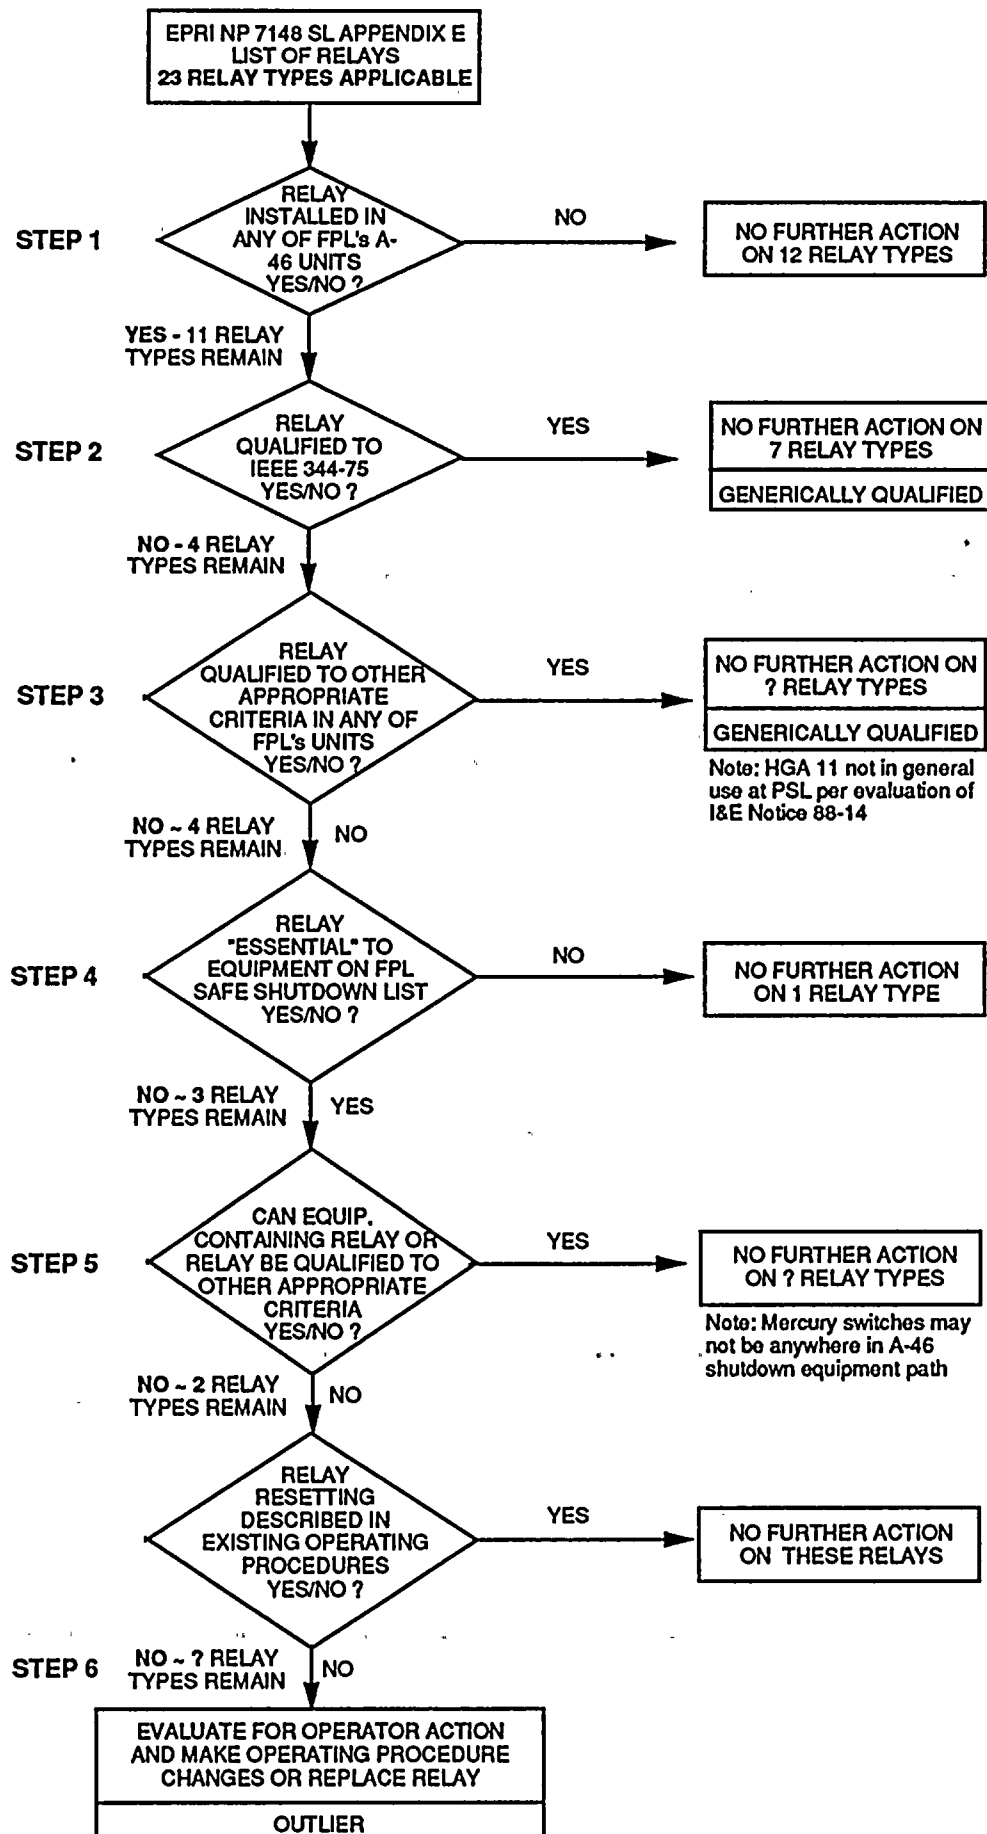 EPRI NP 7148 SL APPENDIX E
LIST OF RELAYS
23 RELAY TYPES APPLICABLE
STEP 1
RELAY
INSTALLED IN
ANY OF FPL's A-
46 UNITS
YES/NO ?
NO
NO FURTHER ACTION
ON 12 RELAY TYPES
YES - 11 RELAY
TYPES REMAIN
STEP 2
RELAY
QUALIFIED TO
IEEE 344-75
YES/NO ?
YES
NO FURTHER ACTION ON
7 RELAY TYPES
GENERICALLY QUALIFIED
NO - 4 RELAY
TYPES REMAIN
STEP 3
RELAY
QUALIFIED TO OTHER
APPROPRIATE
CRITERIA IN ANY OF
FPL's UNITS
YES/NO ?
YES
NO FURTHER ACTION ON
? RELAY TYPES
GENERICALLY QUALIFIED
Note: HGA 11 not in general
use at PSL per evaluation of
I&E Notice 88-14
NO ~ 4 RELAY
TYPES REMAIN
NO
STEP 4
RELAY
"ESSENTIAL" TO
EQUIPMENT ON FPL
SAFE SHUTDOWN LIST
YES/NO ?
NO
NO FURTHER ACTION
ON 1 RELAY TYPE
NO ~ 3 RELAY
TYPES REMAIN
YES
STEP 5
CAN EQUIP.
CONTAINING RELAY OR
RELAY BE QUALIFIED TO
OTHER APPROPRIATE
CRITERIA
YES/NO ?
YES
NO FURTHER ACTION
ON ? RELAY TYPES
Note: Mercury switches may
not be anywhere in A-46
shutdown equipment path
NO ~ 2 RELAY
TYPES REMAIN
NO
RELAY
RESETTING
DESCRIBED IN
EXISTING OPERATING
PROCEDURES
YES/NO ?
YES
NO FURTHER ACTION
ON THESE RELAYS
STEP 6
NO ~ ? RELAY
TYPES REMAIN
NO
EVALUATE FOR OPERATOR ACTION
AND MAKE OPERATING PROCEDURE
CHANGES OR REPLACE RELAY
OUTLIER